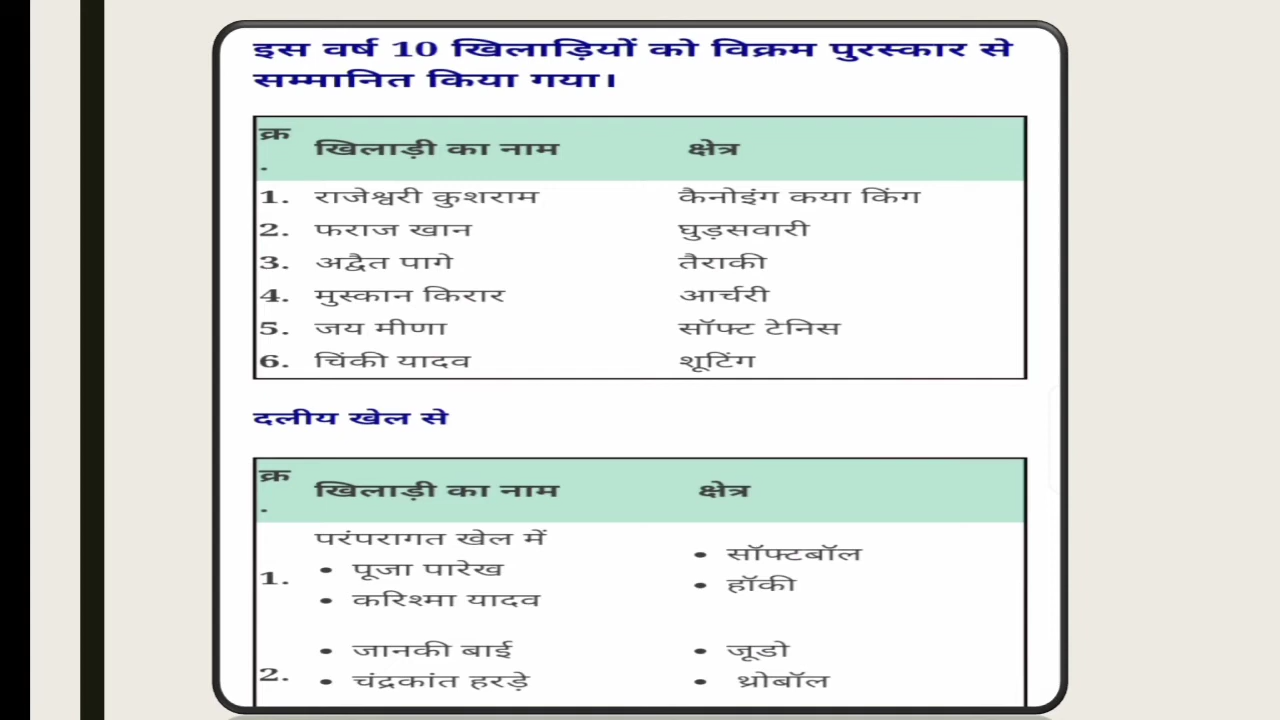 इस वर्ष 10 खिलाड़ियों को विक्रम पुरस्कार से
सम्मानित किया गया।
क्र. खिलाड़ी का नाम क्षेत्र
1. राजेश्वरी कुशराम कैनोइंग कया किंग
2. फराज खान घुड़सवारी
3. अद्वैत पागे तैराकी
4. मुस्कान किरार आर्चरी
5. जय मीणा सॉफ्ट टेनिस
6. चिंकी यादव शूटिंग
दलीय खेल से
क्र. खिलाड़ी का नाम क्षेत्र
1. परंपरागत खेल में
• पूजा पारेख • सॉफ्टबॉल
• करिश्मा यादव • हॉकी
2. • जानकी बाई • जूडो
• चंद्रकांत हरड़े • थ्रोबॉल